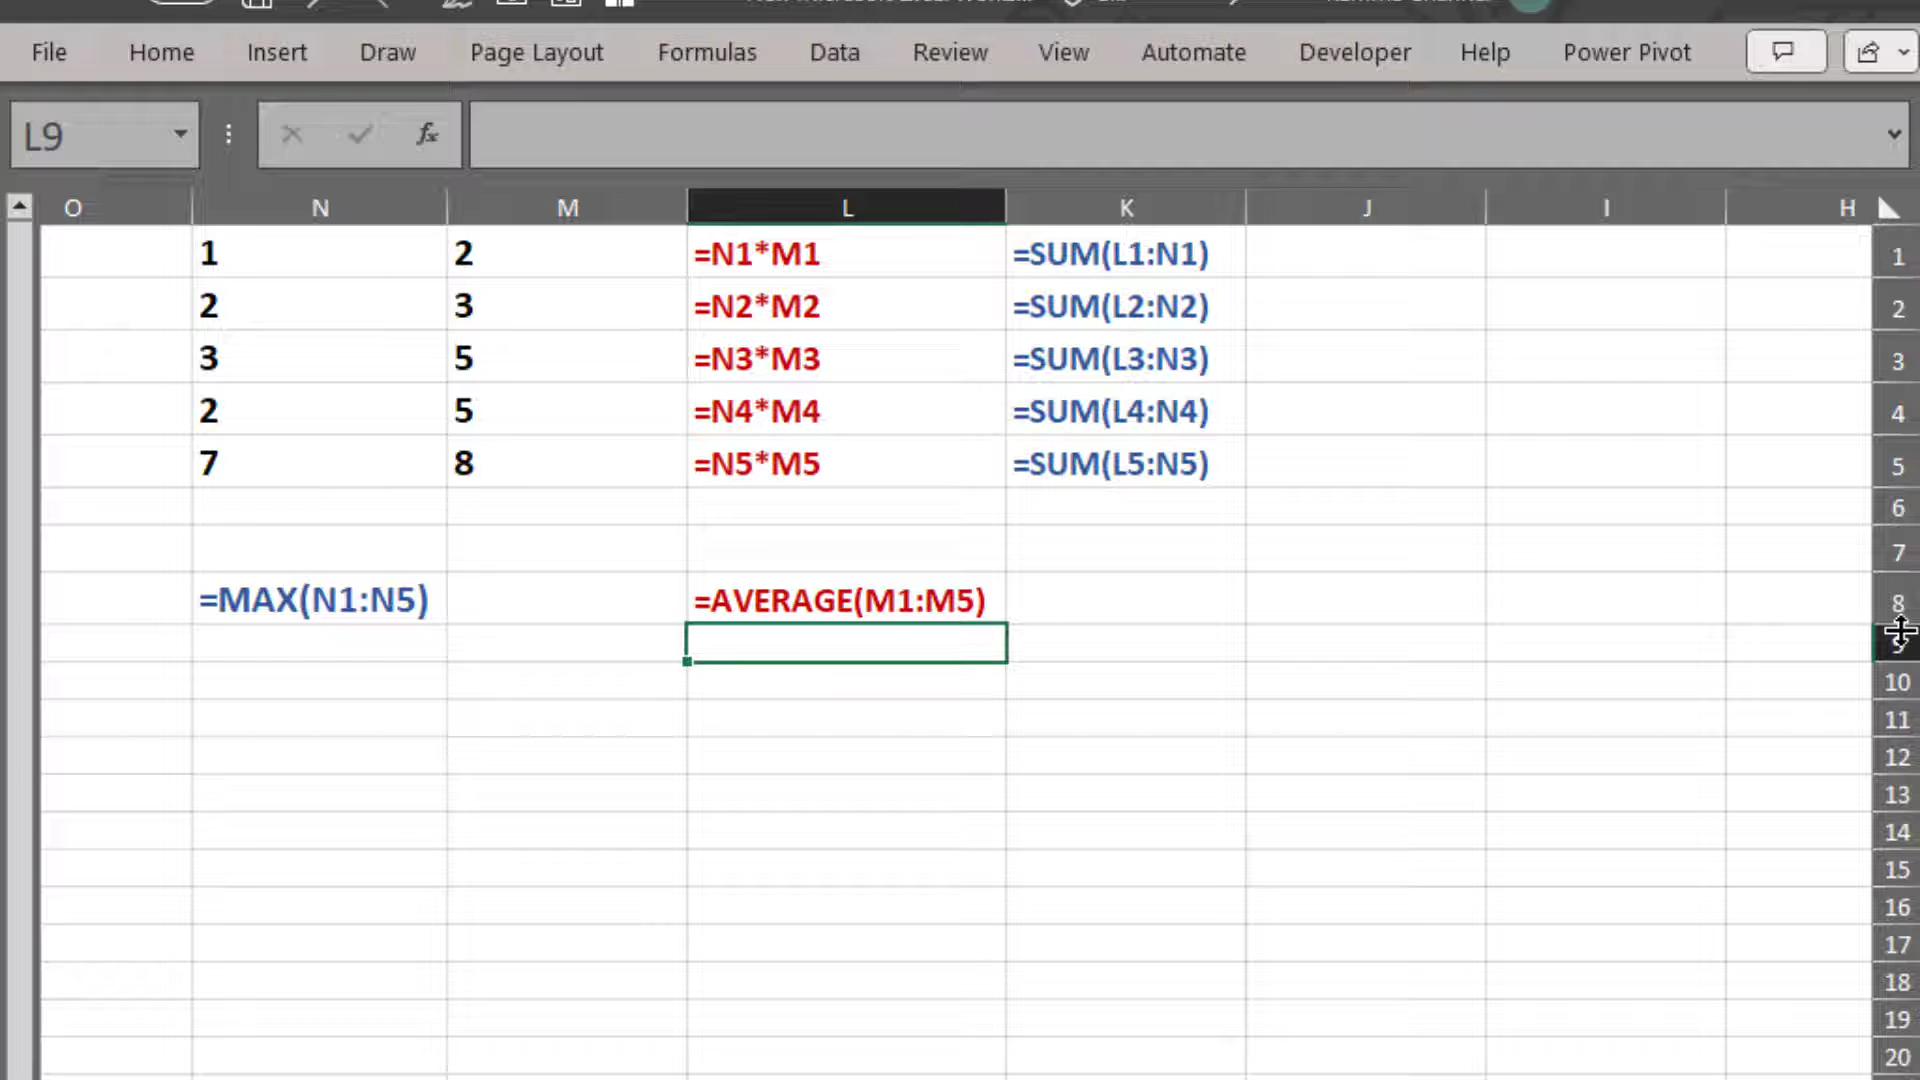 File Home Insert Draw Page Layout Formulas Data Review View Automate Developer Help Power Pivot
L9 fx
O N M L K J I H
1 2 =N1*M1 =SUM(L1:N1) 1
2 3 =N2*M2 =SUM(L2:N2) 2
3 5 =N3*M3 =SUM(L3:N3) 3
2 5 =N4*M4 =SUM(L4:N4) 4
7 8 =N5*M5 =SUM(L5:N5) 5
6
7
=MAX(N1:N5) =AVERAGE(M1:M5) 8
9
10
11
12
13
14
15
16
17
18
19
20